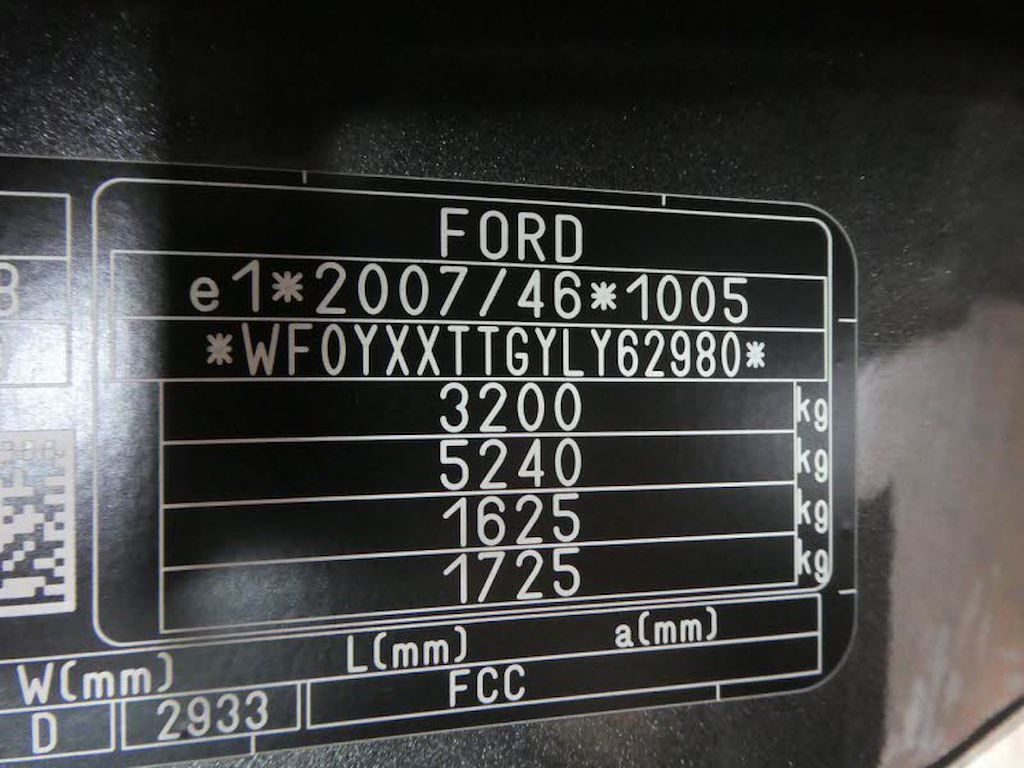 FORD
e1*2007/46*1005
*WF0YXXTTGYLY62980*
3200 kg
5240 kg
1625 kg
1725 kg
W(mm) L(mm) a(mm)
D 2933 FCC